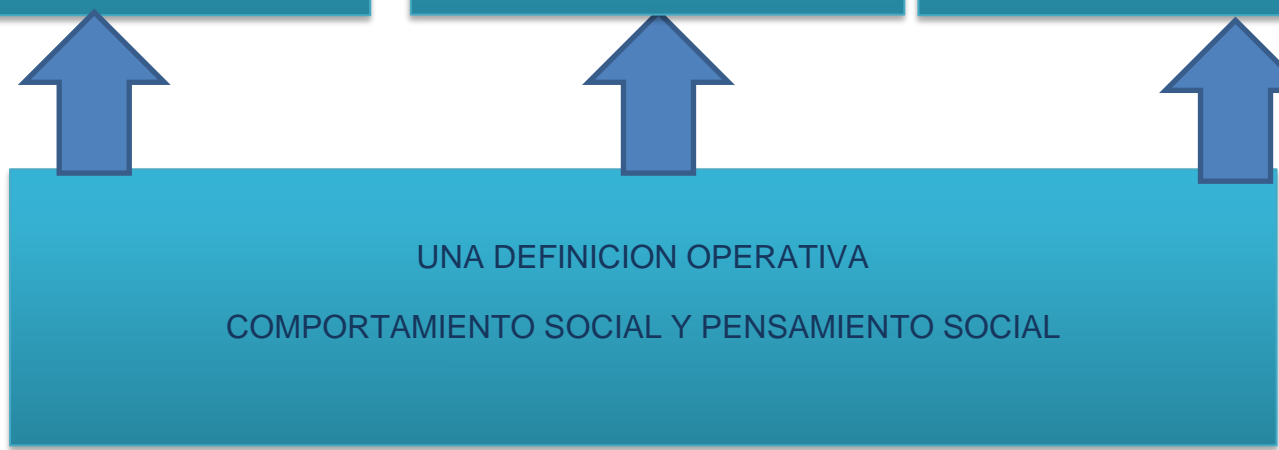 UNA DEFINICION OPERATIVA
COMPORTAMIENTO SOCIAL Y PENSAMIENTO SOCIAL